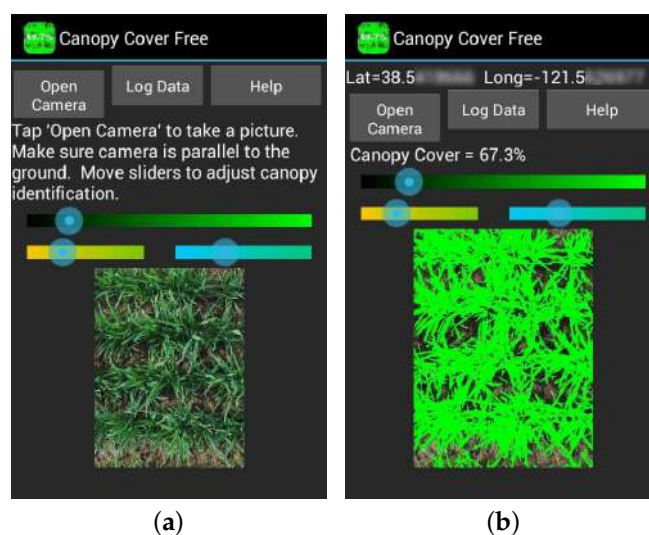 Canopy Cover Free
Open Camera
Log Data
Help
Tap 'Open Camera' to take a picture.
Make sure camera is parallel to the
ground. Move sliders to adjust canopy
identification.
(a)
Canopy Cover Free
Lat=38.5 Long=-121.5
Open Camera
Log Data
Help
Canopy Cover = 67.3%
(b)